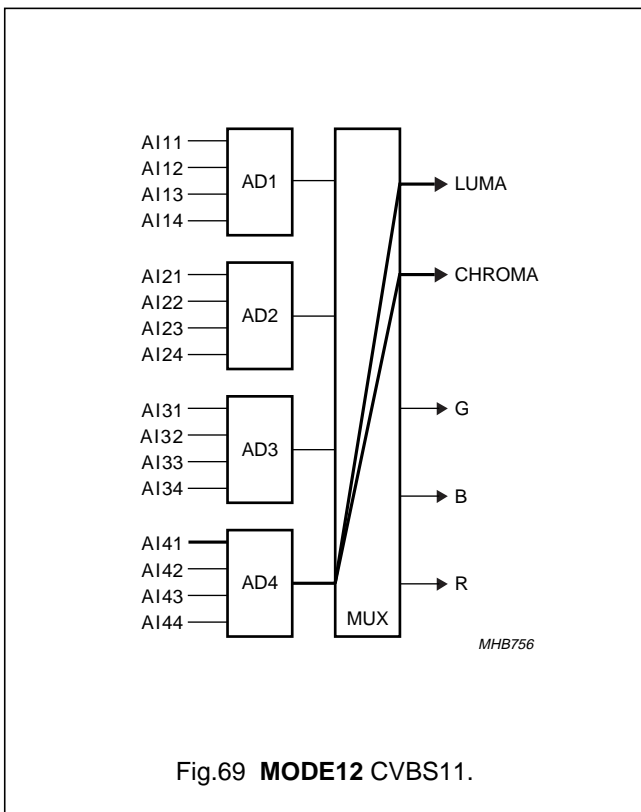 AI11
AI12
AI13
AI14
AD1
AI21
AI22
AI23
AI24
AD2
AI31
AI32
AI33
AI34
AD3
AI41
AI42
AI43
AI44
AD4
MUX
LUMA
CHROMA
G
B
R
MHB756
Fig.69 MODE12 CVBS11.